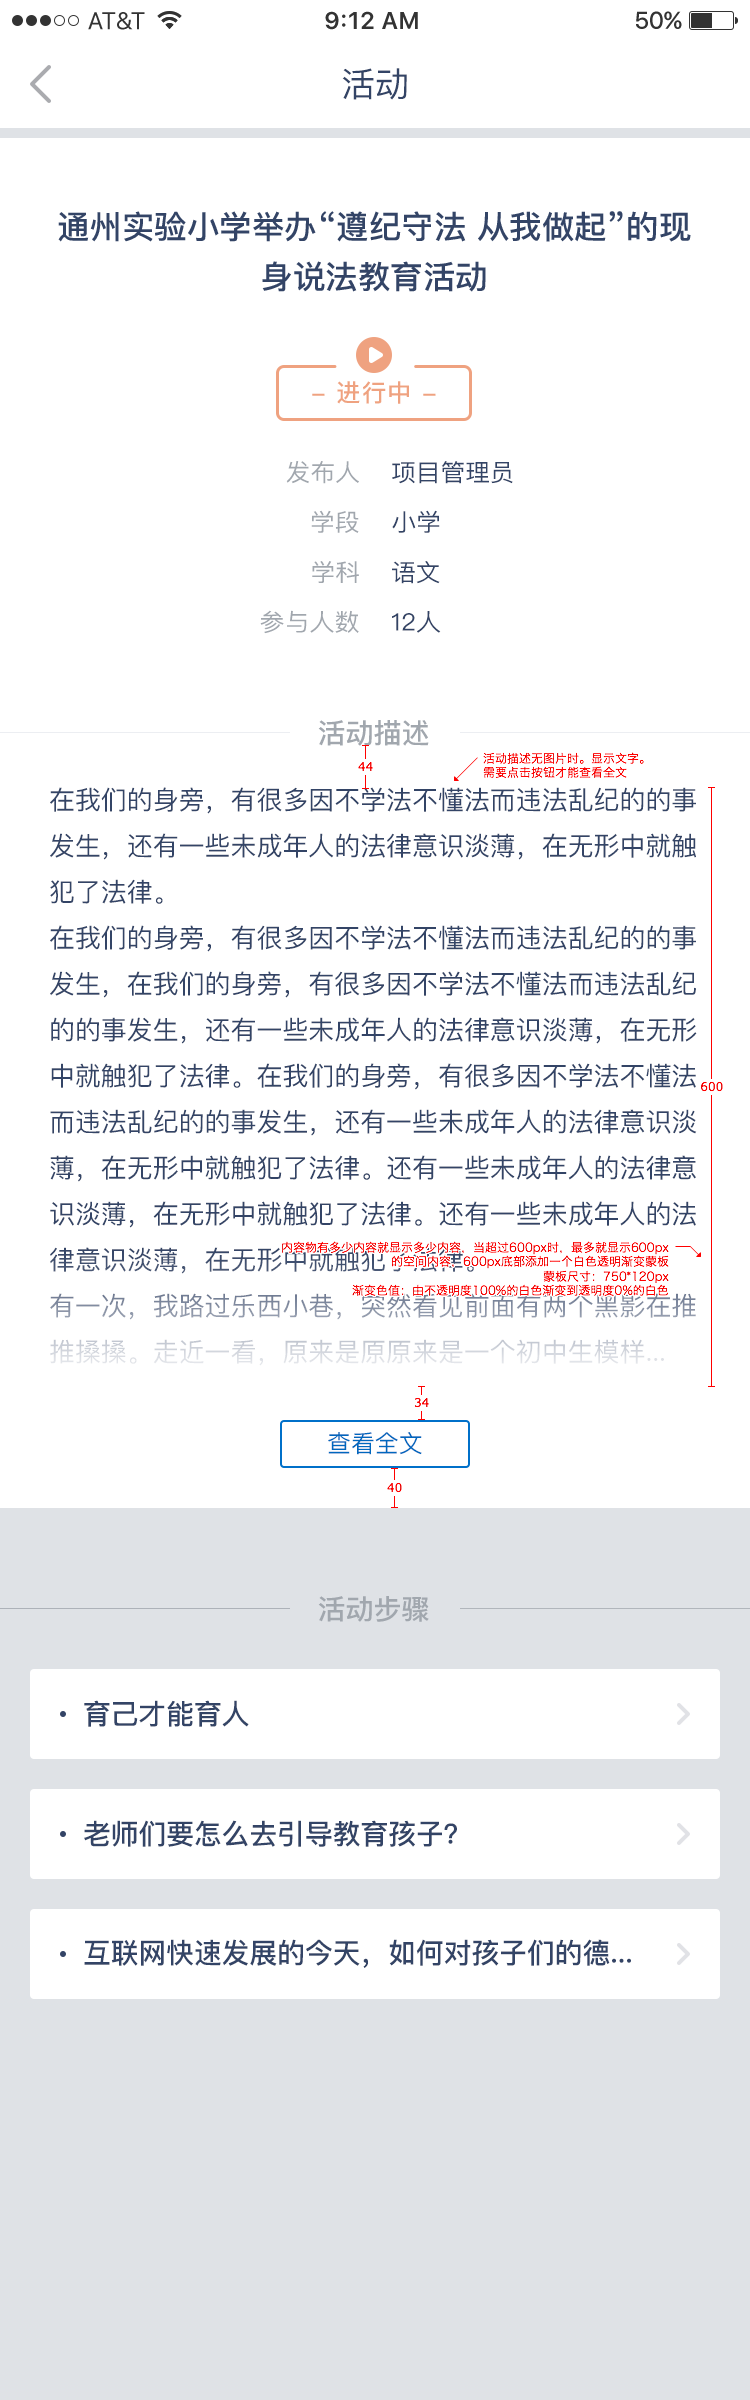 AT&T 9:12 AM 50%
活动
通州实验小学举办“遵纪守法 从我做起”的现
身说法教育活动
– 进行中 –
发布人 项目管理员
学段 小学
学科 语文
参与人数 12人
活动描述
44
活动描述无图片时。显示文字。
需要点击按钮才能查看全文
在我们的身旁，有很多因不学法不懂法而违法乱纪的的事
发生，还有一些未成年人的法律意识淡薄，在无形中就触
犯了法律。
在我们的身旁，有很多因不学法不懂法而违法乱纪的的事
发生，在我们的身旁，有很多因不学法不懂法而违法乱纪
的的事发生，还有一些未成年人的法律意识淡薄，在无形
中就触犯了法律。在我们的身旁，有很多因不学法不懂法
600
而违法乱纪的的事发生，还有一些未成年人的法律意识淡
薄，在无形中就触犯了法律。还有一些未成年人的法律意
识淡薄，在无形中就触犯了法律。还有一些未成年人的法
律意识淡薄，在无形中就触犯了法律。
内容物有多少内容就显示多少内容，当超过600px时，最多就显示600px
的空间内容，600px底部添加一个白色透明渐变蒙板
蒙板尺寸：750*120px
渐变色值：由不透明度100%的白色渐变到透明度0%的白色
有一次，我路过乐西小巷，突然看见前面有两个黑影在推
推搡搡。走近一看，原来是原原来是一个初中生模样...
34
查看全文
40
活动步骤
• 育己才能育人
• 老师们要怎么去引导教育孩子?
• 互联网快速发展的今天，如何对孩子们的德...